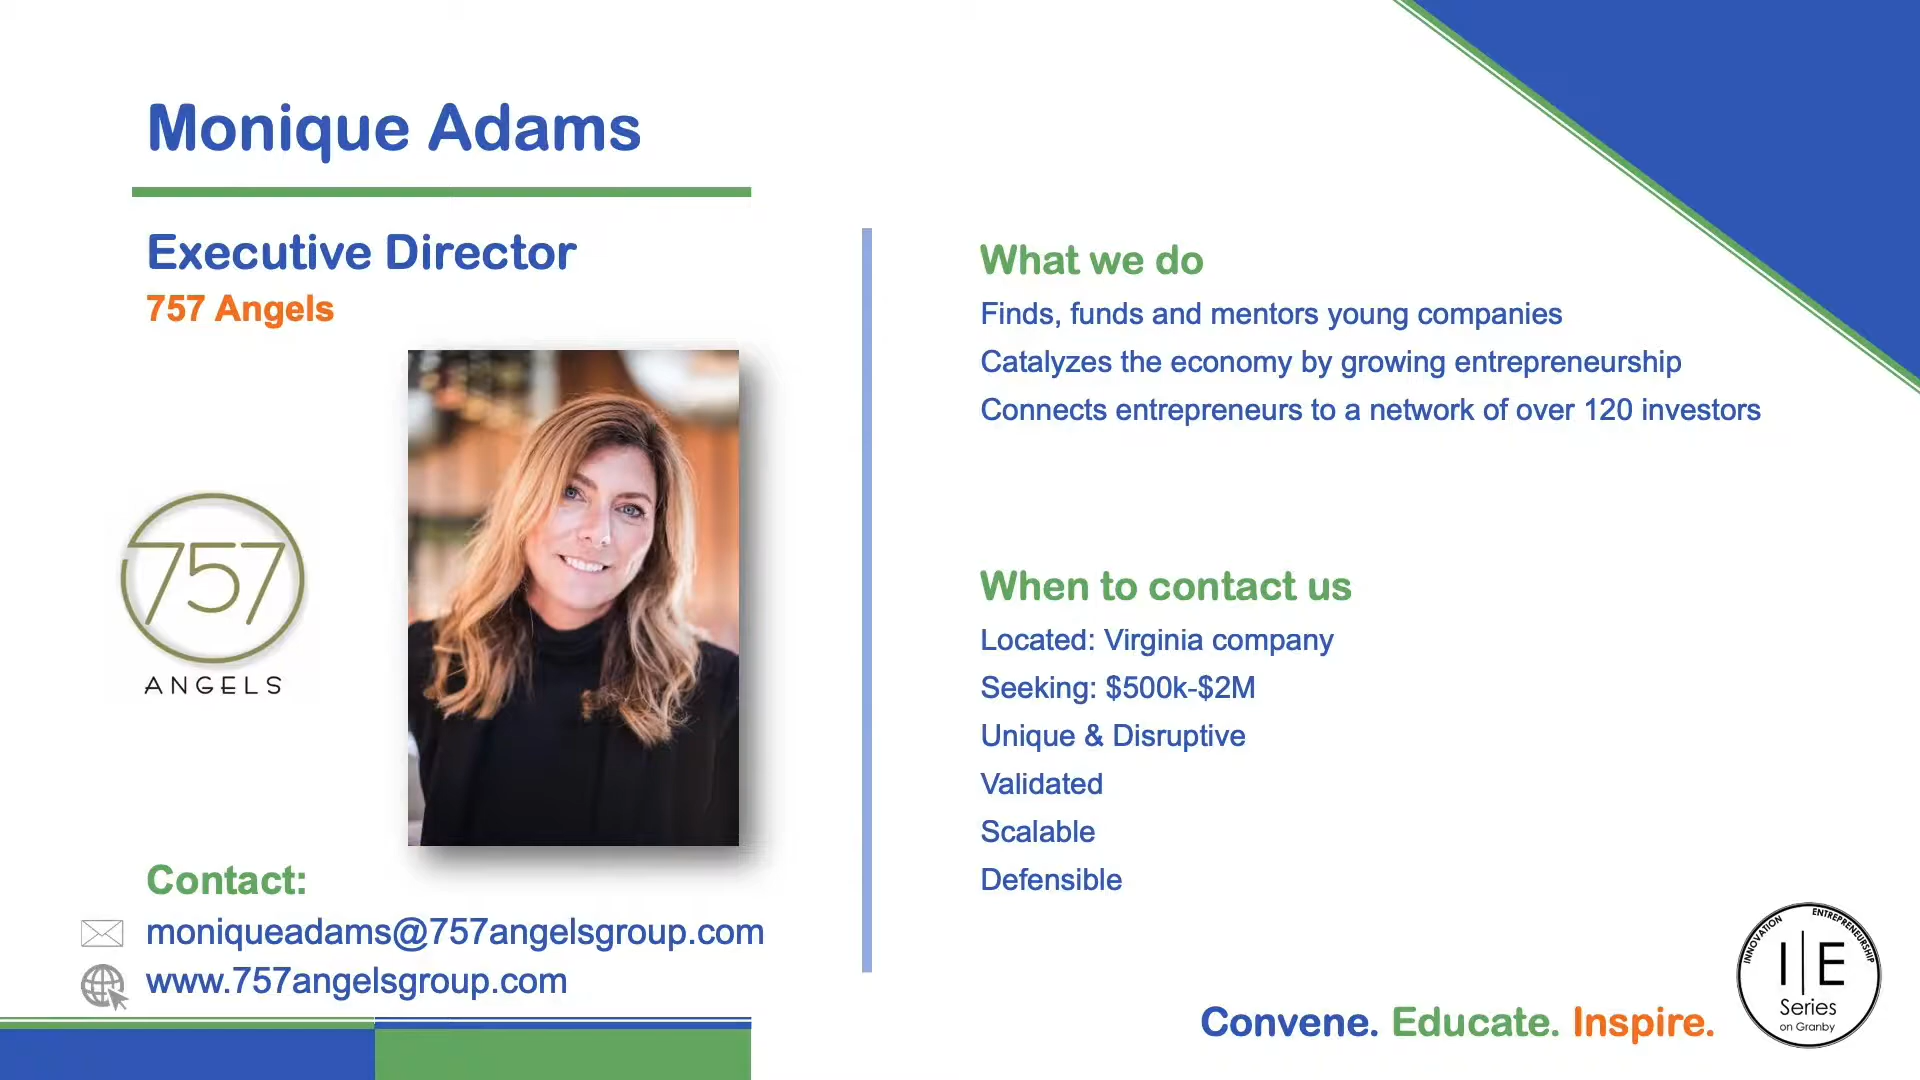 Monique Adams
Executive Director
757 Angels
757
ANGELS
Contact:
moniqueadams@757angelsgroup.com
www.757angelsgroup.com
What we do
Finds, funds and mentors young companies
Catalyzes the economy by growing entrepreneurship
Connects entrepreneurs to a network of over 120 investors
When to contact us
Located: Virginia company
Seeking: $500k-$2M
Unique & Disruptive
Validated
Scalable
Defensible
Convene. Educate. Inspire.
INNOVATION ENTREPRENEURSHIP
I|E
Series
on Granby